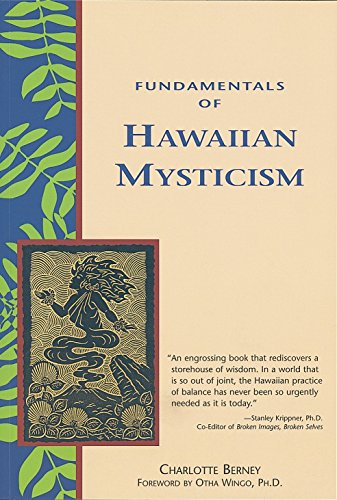 FUNDAMENTALS
OF
HAWAIIAN
MYSTICISM
"An engrossing book that rediscovers a
storehouse of wisdom. In a world that
is so out of joint, the Hawaiian practice
of balance has never been so urgently
needed as it is today."
—Stanley Krippner, Ph.D.
Co-Editor of Broken Images, Broken Selves
CHARLOTTE BERNEY
FOREWORD BY OTHA WINGO, PH.D.